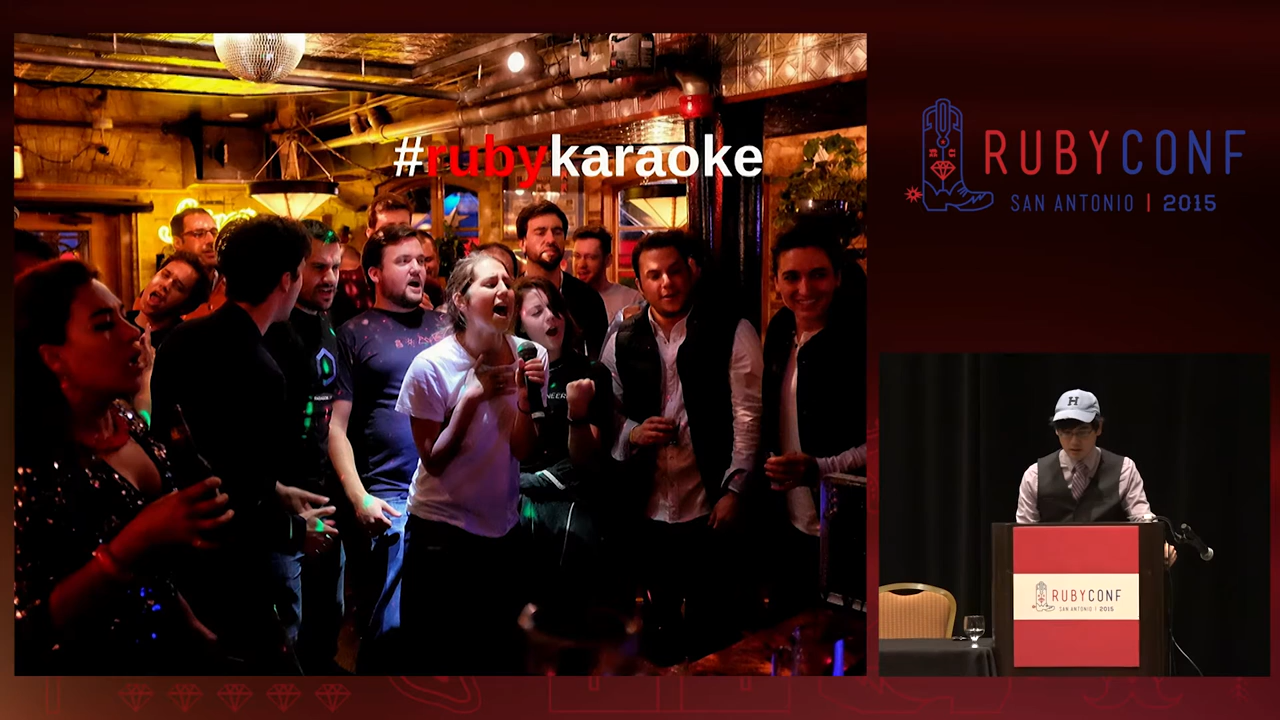 #rubykaraoke
RUBYCONF
SAN ANTONIO | 2015
H
RUBYCONF
SAN ANTONIO | 2015